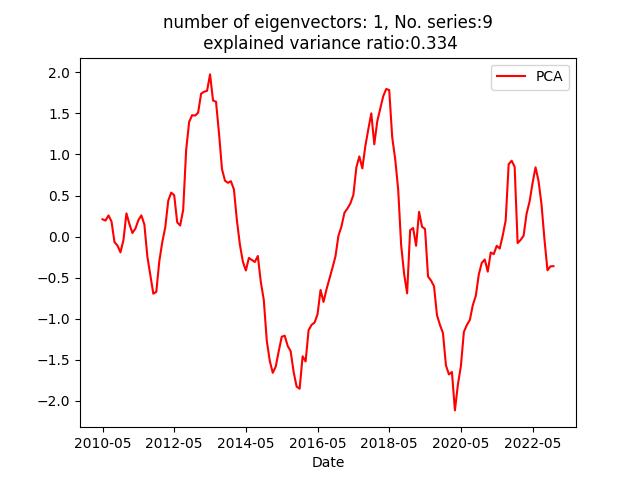 number of eigenvectors: 1, No. series:9
explained variance ratio:0.334
PCA
2.0
1.5
1.0
0.5
0.0
−0.5
−1.0
−1.5
−2.0
2010-05 2012-05 2014-05 2016-05 2018-05 2020-05 2022-05
Date